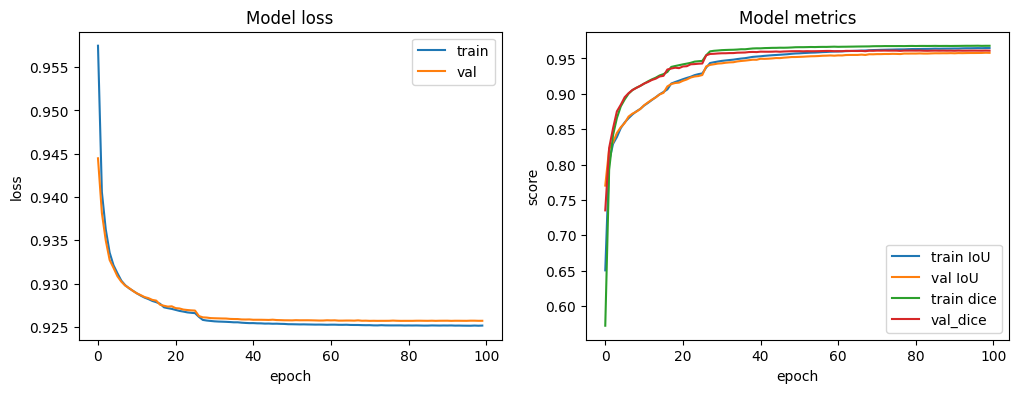 Model loss
0.955
0.950
0.945
0.940
0.935
0.930
0.925
loss
0 20 40 60 80 100
epoch
train
val
Model metrics
0.95
0.90
0.85
0.80
0.75
0.70
0.65
0.60
score
0 20 40 60 80 100
epoch
train IoU
val IoU
train dice
val_dice